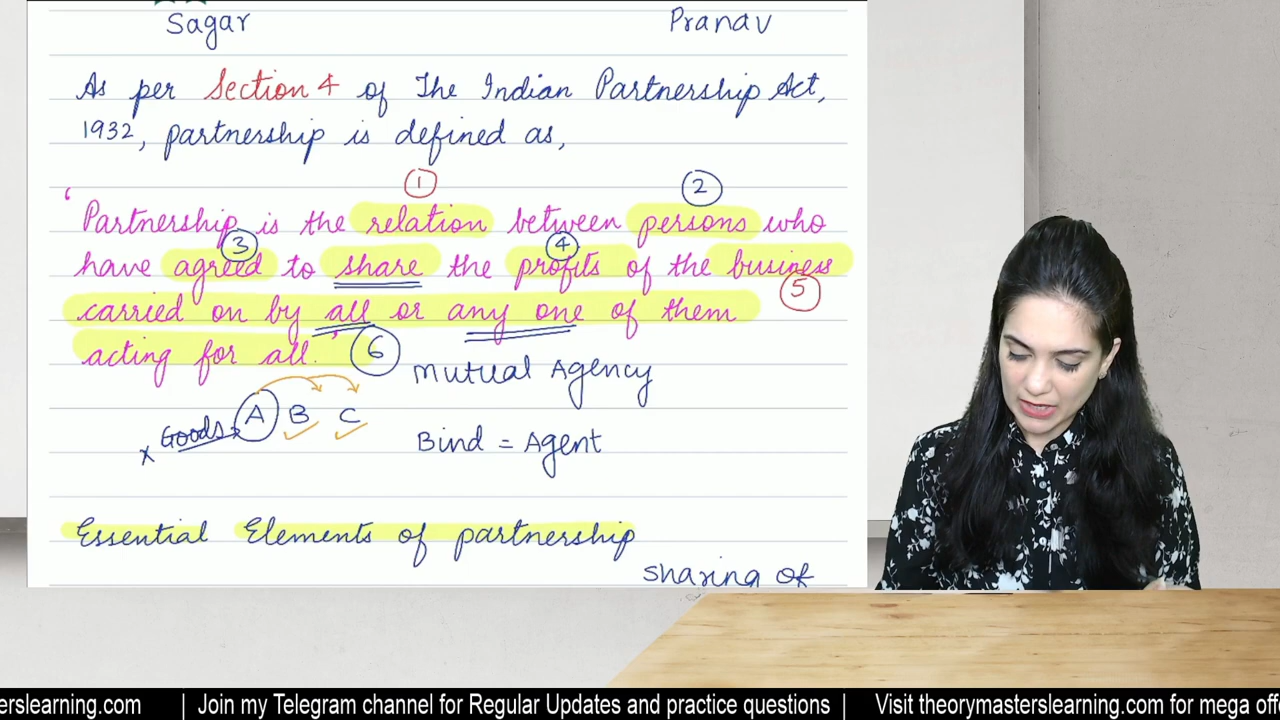 Sagar Pranav
As per Section 4 of The Indian Partnership Act,
1932, partnership is defined as,
① ②
'Partnership is the relation between persons who
③ ④
have agreed to share the profits of the business
⑤
carried on by all or any one of them
acting for all.' ⑥
Mutual Agency
x Goods A B C
Bind = Agent
Essential Elements of partnership
sharing of
erslearning.com | Join my Telegram channel for Regular Updates and practice questions | Visit theorymasterslearning.com for mega off